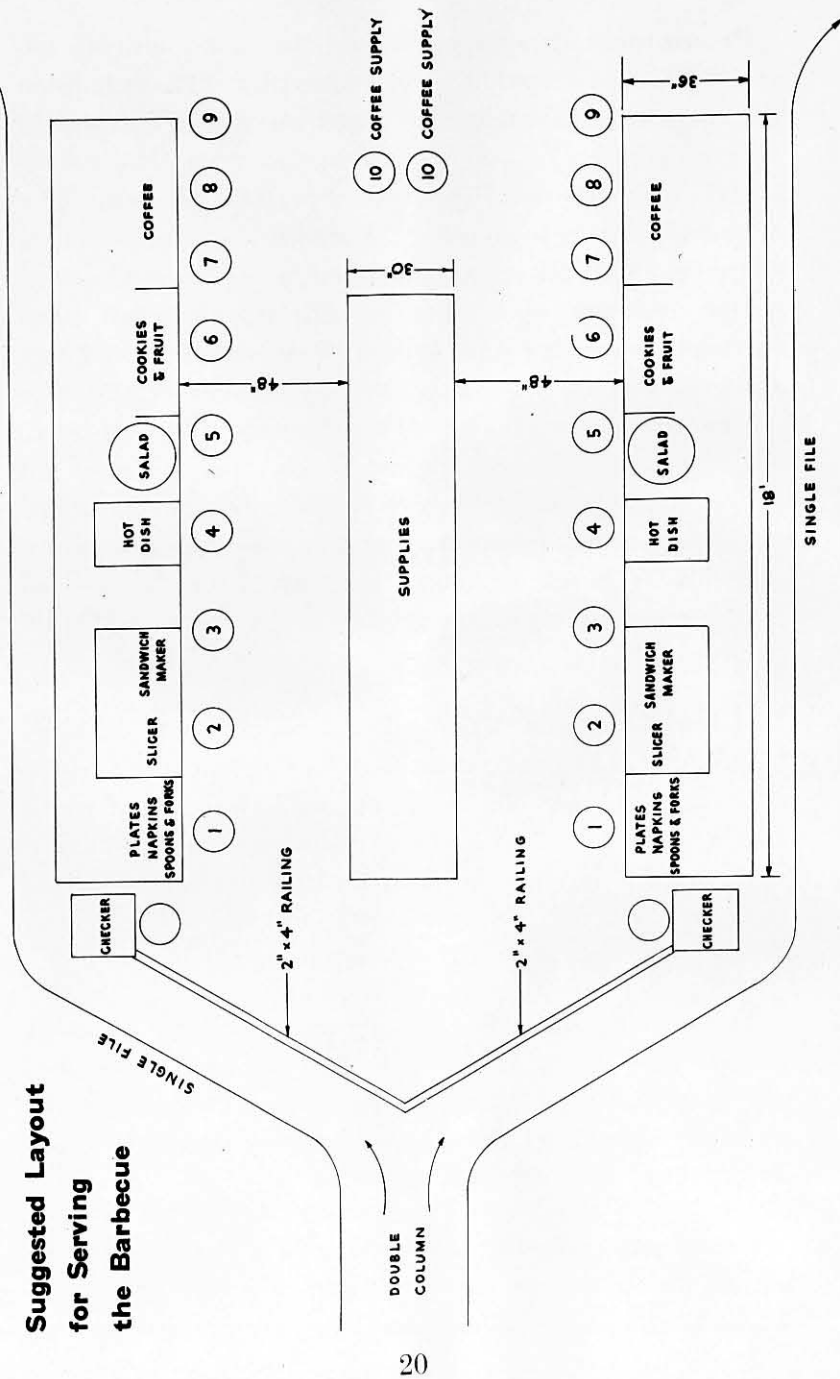 Suggested Layout
for Serving
the Barbecue
DOUBLE
COLUMN
SINGLE FILE
2" x 4" RAILING
2" x 4" RAILING
CHECKER
PLATES
NAPKINS
SPOONS & FORKS
SLICER
SANDWICH
MAKER
HOT
DISH
SALAD
COOKIES
& FRUIT
COFFEE
1
2
3
4
5
6
7
8
9
48"
30"
SUPPLIES
10 COFFEE SUPPLY
10 COFFEE SUPPLY
48"
1
2
3
4
5
6
7
8
9
CHECKER
PLATES
NAPKINS
SPOONS & FORKS
SLICER
SANDWICH
MAKER
HOT
DISH
SALAD
COOKIES
& FRUIT
COFFEE
36"
18'
SINGLE FILE
20